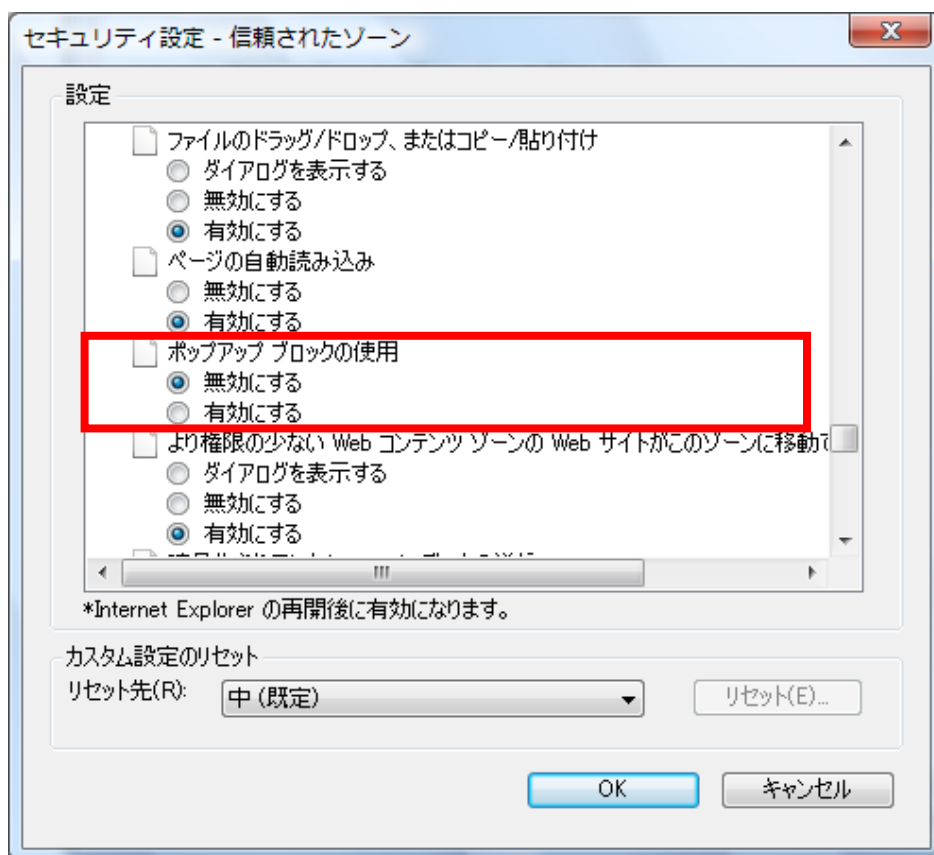 セキュリティ設定 - 信頼されたゾーン
設定
ファイルのドラッグ/ドロップ、またはコピー/貼り付け
ダイアログを表示する
無効にする
有効にする
ページの自動読み込み
無効にする
有効にする
ポップアップ ブロックの使用
無効にする
有効にする
より権限の少ない Web コンテンツ ゾーンの Web サイトがこのゾーンに移動で
ダイアログを表示する
無効にする
有効にする
*Internet Explorer の再開後に有効になります。
カスタム設定のリセット
リセット先(R):
中 (既定)
リセット(E)...
OK
キャンセル